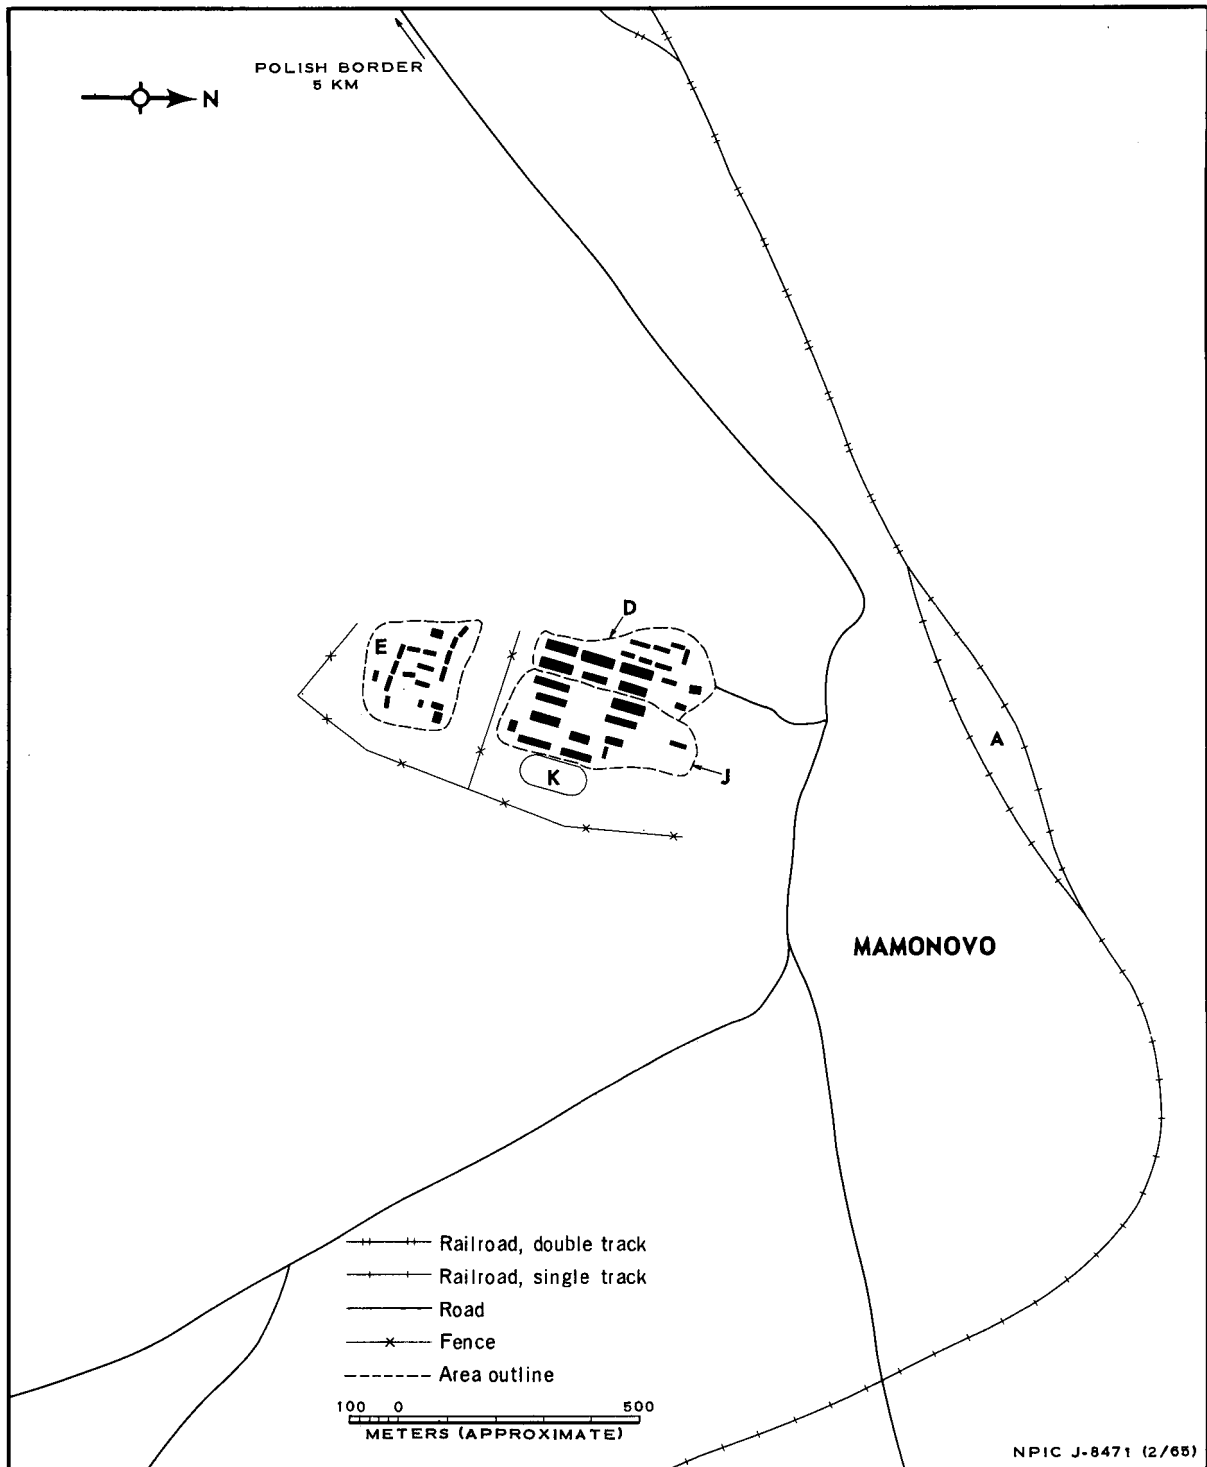 POLISH BORDER
5 KM
N
D
E
A
K
J
MAMONOVO
Railroad, double track
Railroad, single track
Road
Fence
Area outline
100 0 500
METERS (APPROXIMATE)
NPIC J-8471 (2/65)